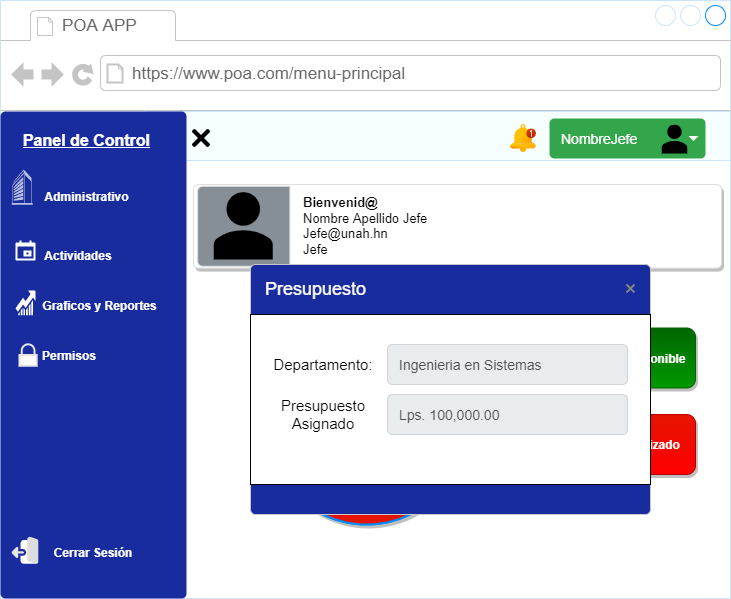 POA APP
https://www.poa.com/menu-principal
Panel de Control
1
NombreJefe
Administrativo
Bienvenid@
Nombre Apellido Jefe
Jefe@unah.hn
Jefe
Actividades
Graficos y Reportes
Permisos
Presupuesto
×
Departamento:
Ingenieria en Sistemas
Presupuesto
Asignado
Lps. 100,000.00
onible
izado
Cerrar Sesión